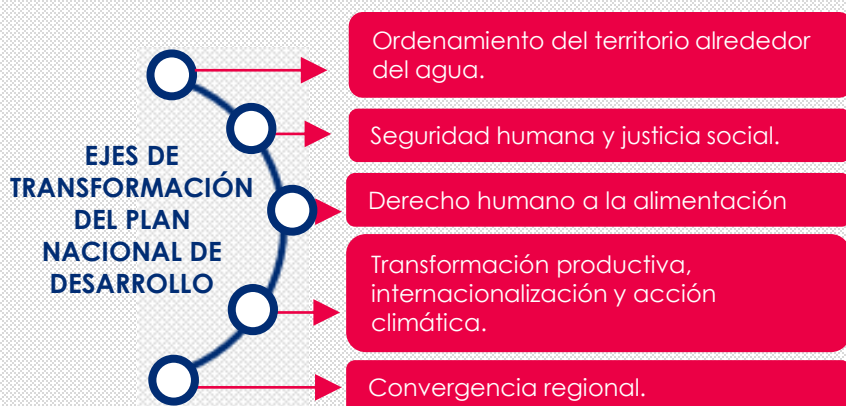 EJES DE
TRANSFORMACIÓN
DEL PLAN
NACIONAL DE
DESARROLLO
Ordenamiento del territorio alrededor
del agua.
Seguridad humana y justicia social.
Derecho humano a la alimentación
Transformación productiva,
internacionalización y acción
climática.
Convergencia regional.